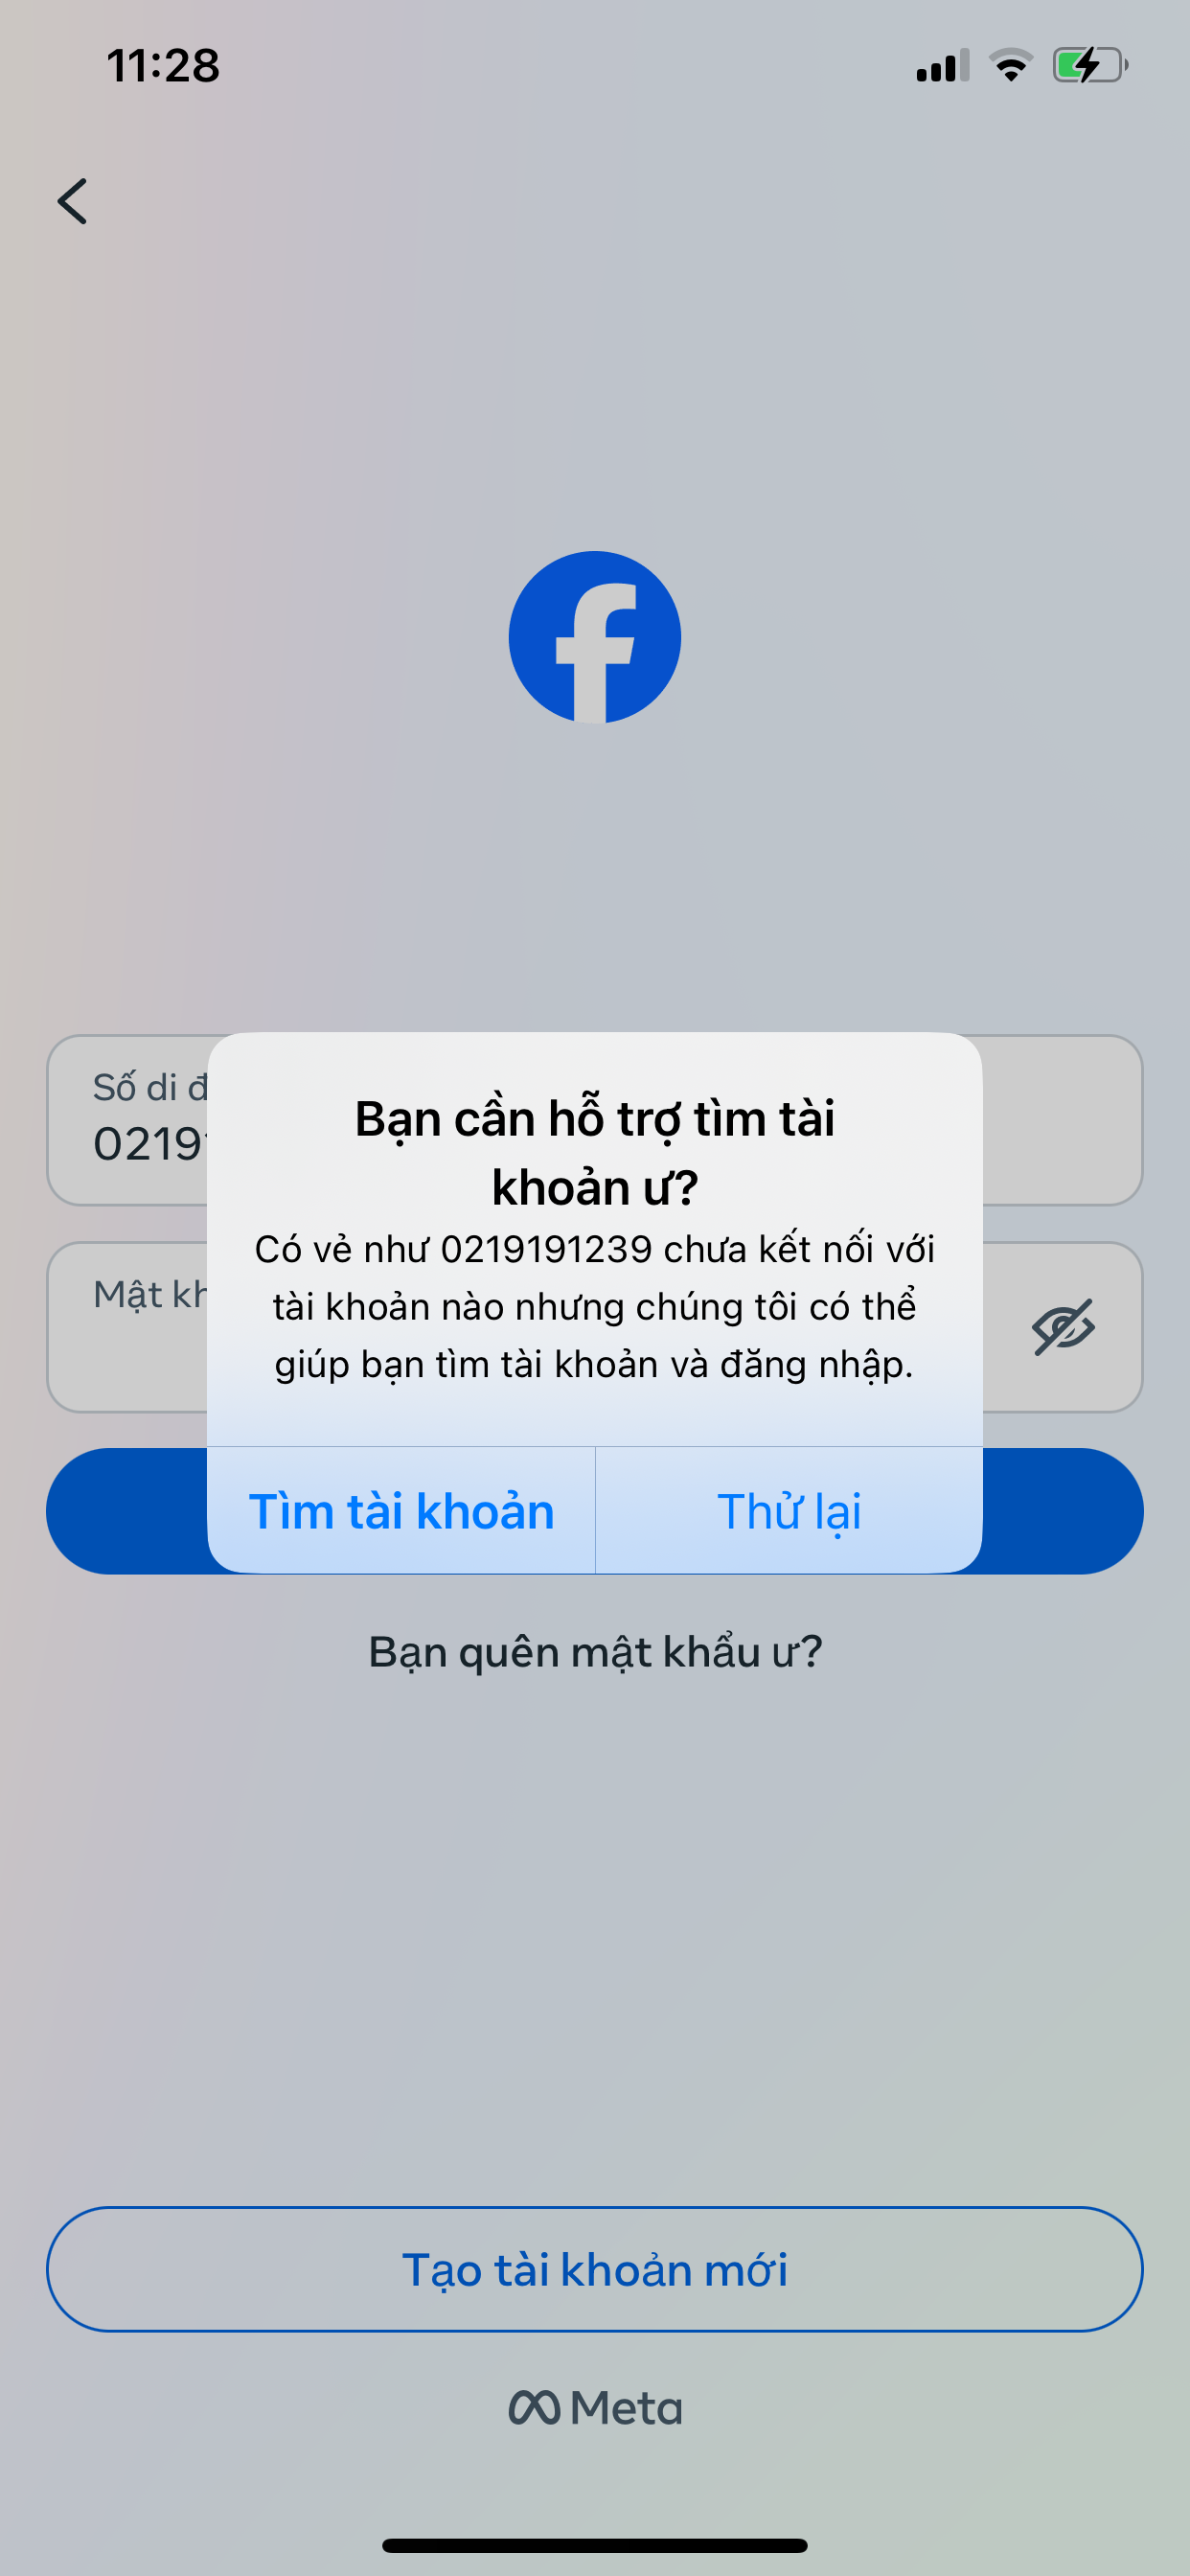 11:28
Số di đ
0219
Mật kh
Bạn cần hỗ trợ tìm tài
khoản ư?
Có vẻ như 0219191239 chưa kết nối với
tài khoản nào nhưng chúng tôi có thể
giúp bạn tìm tài khoản và đăng nhập.
Tìm tài khoản
Thử lại
Bạn quên mật khẩu ư?
Tạo tài khoản mới
Meta